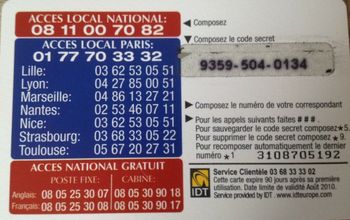 ACCES LOCAL NATIONAL:
08 11 00 70 82
ACCES LOCAL PARIS:
01 77 70 33 32
Lille: 03 62 53 05 51
Lyon: 04 27 85 00 51
Marseille: 04 86 13 27 21
Nantes: 02 53 46 07 11
Nice: 03 62 53 05 51
Strasbourg: 03 68 33 05 22
Toulouse: 05 67 20 27 31
ACCES NATIONAL GRATUIT
POSTE FIXE: CABINE:
Anglais: 08 05 25 30 07 08 05 30 90 17
Français: 08 05 25 30 08 08 05 30 90 18
Composez
Composez le code secret
9359-504-0134
Composez le numéro de votre correspondant
Pour les appels suivants faites ###.
Pour sauvegarder le code secret composez★5.
Pour supprimer le code secret composez ★9.
Pour recomposer automatiquement le dernier
numéro★1 3108705192
IDT
Service Clientèle 03 68 33 33 02
Cette carte expire 90 jours après sa première
utilisation. Date de limite de validité Août 2010.
Service provided by IDT. www.idteurope.com